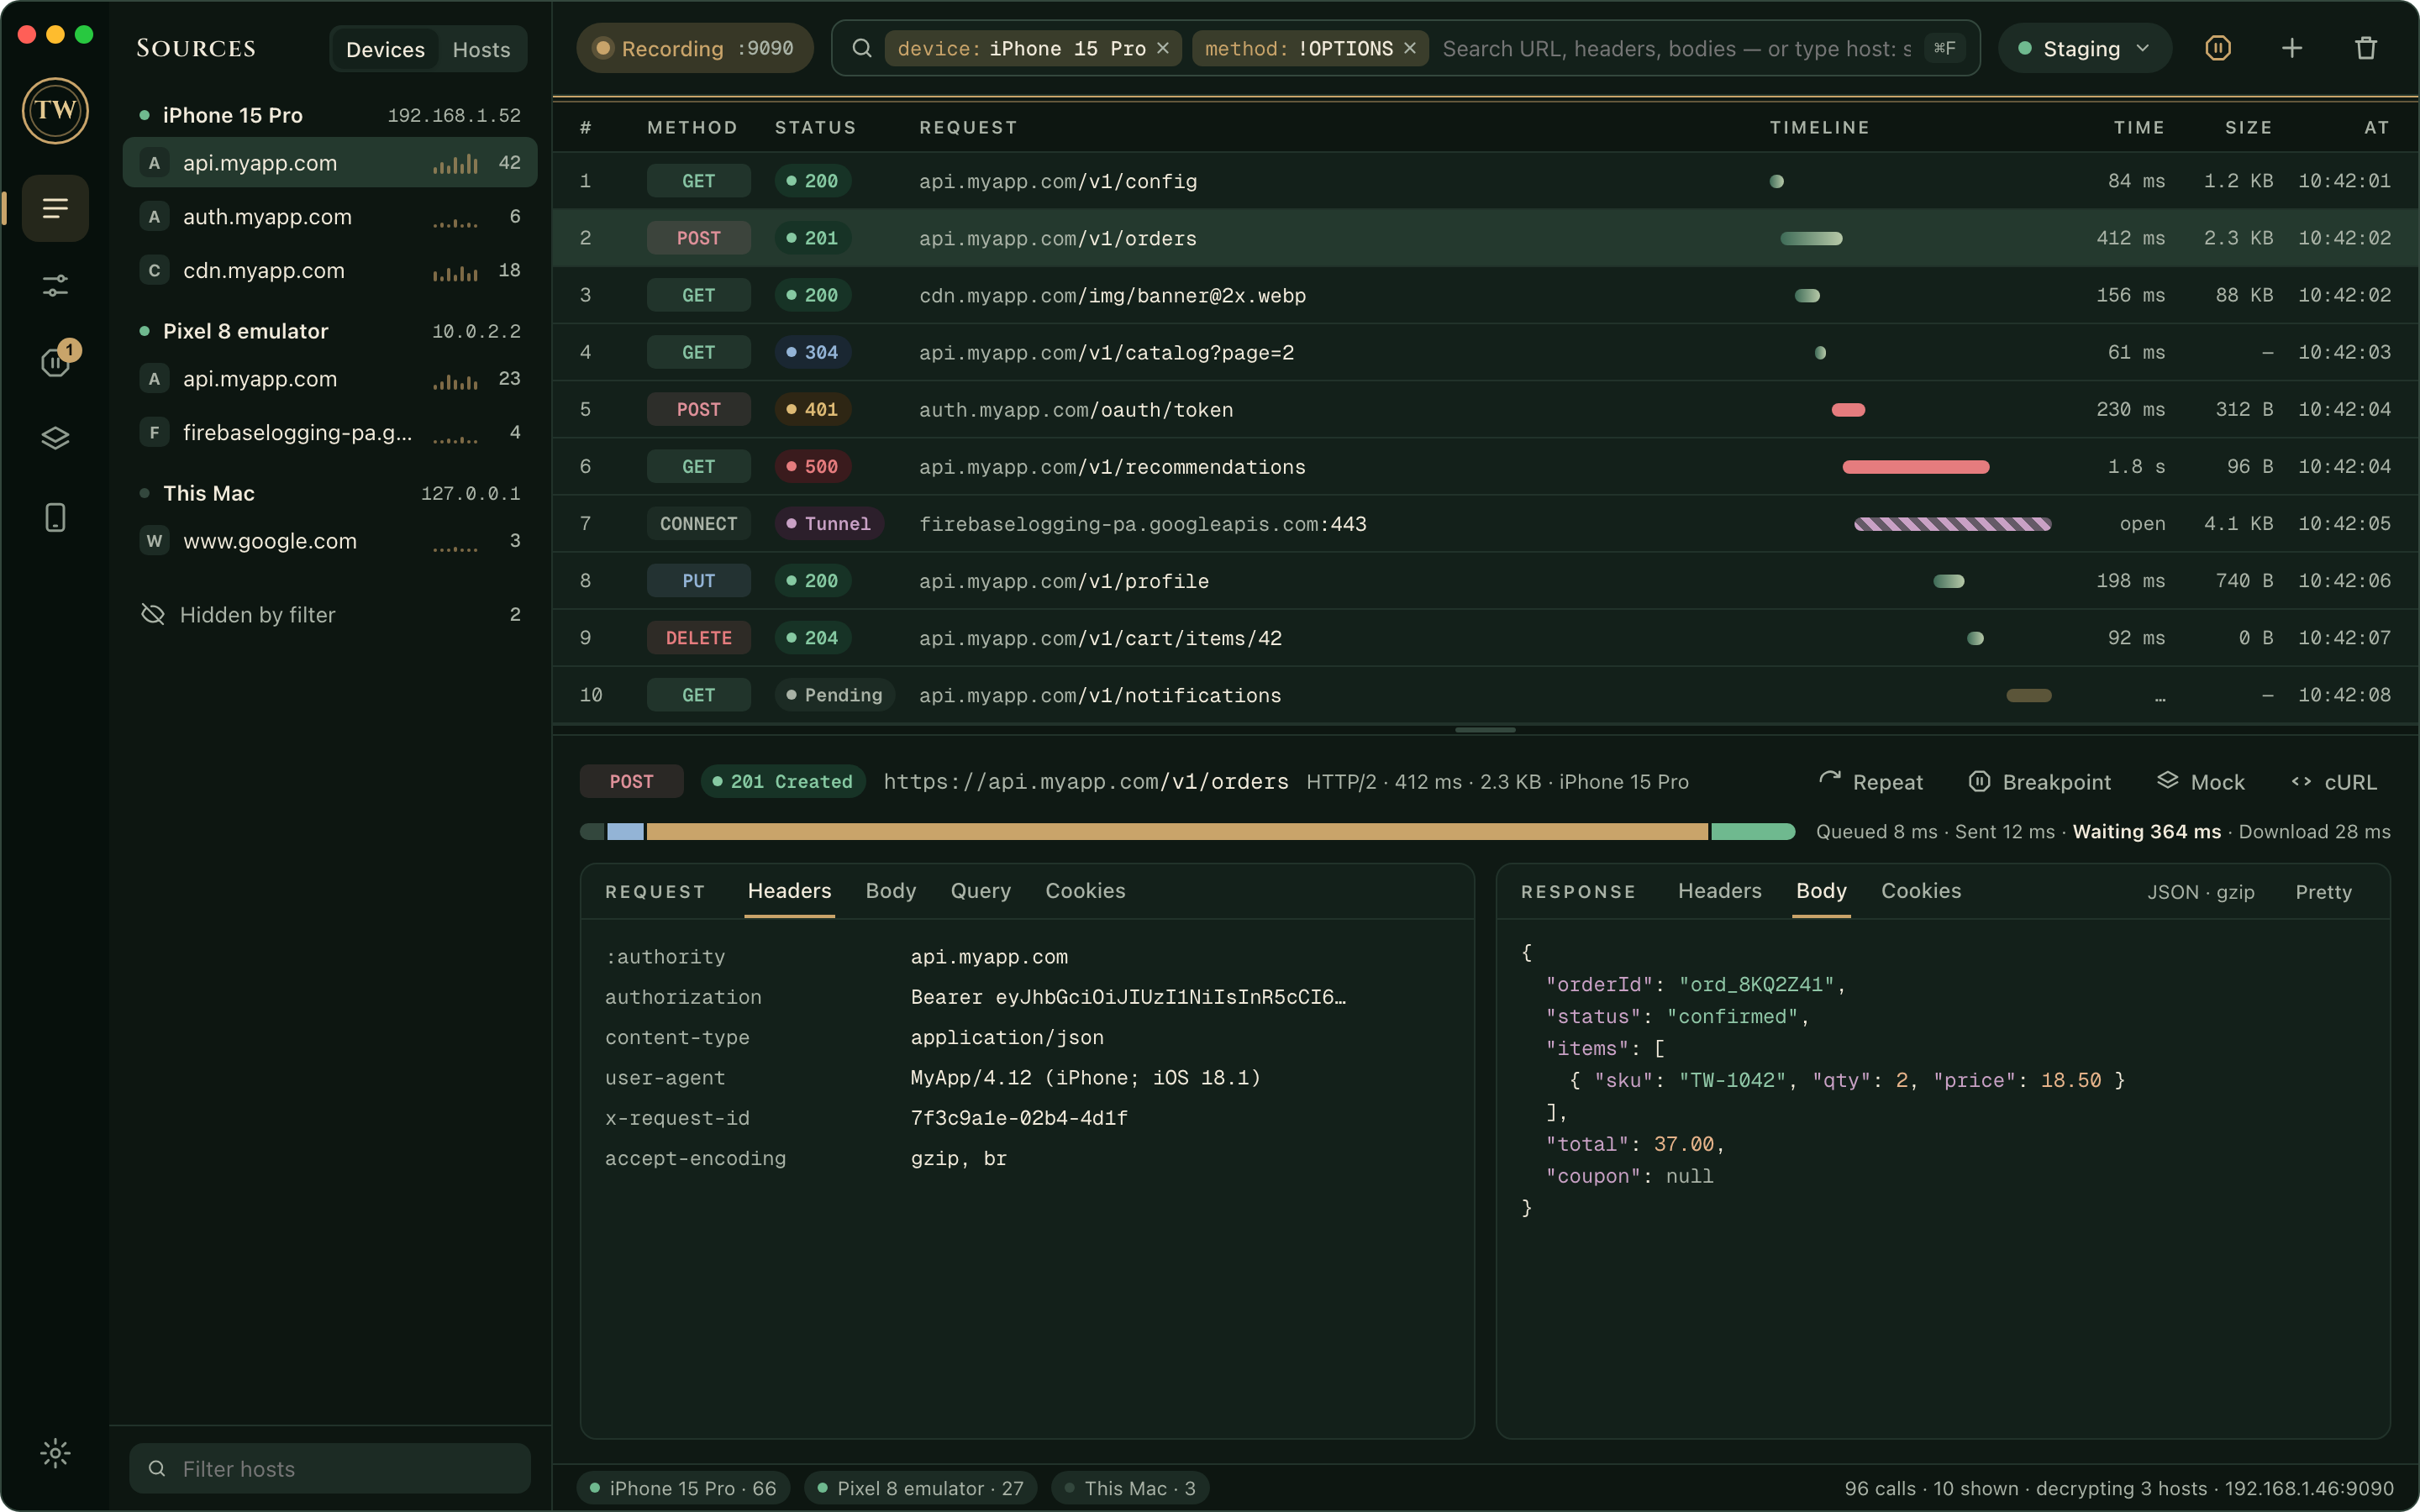 SOURCES
Devices Hosts
TW
iPhone 15 Pro 192.168.1.52
A api.myapp.com 42
A auth.myapp.com 6
C cdn.myapp.com 18
Pixel 8 emulator 10.0.2.2
A api.myapp.com 23
F firebaselogging-pa.g... 4
This Mac 127.0.0.1
W www.google.com 3
Hidden by filter 2
1
Filter hosts
Recording :9090
device: iPhone 15 Pro × method: !OPTIONS × Search URL, headers, bodies — or type host: s ⌘F
Staging
# METHOD STATUS REQUEST TIMELINE TIME SIZE AT
1 GET 200 api.myapp.com/v1/config 84 ms 1.2 KB 10:42:01
2 POST 201 api.myapp.com/v1/orders 412 ms 2.3 KB 10:42:02
3 GET 200 cdn.myapp.com/img/banner@2x.webp 156 ms 88 KB 10:42:02
4 GET 304 api.myapp.com/v1/catalog?page=2 61 ms — 10:42:03
5 POST 401 auth.myapp.com/oauth/token 230 ms 312 B 10:42:04
6 GET 500 api.myapp.com/v1/recommendations 1.8 s 96 B 10:42:04
7 CONNECT Tunnel firebaselogging-pa.googleapis.com:443 open 4.1 KB 10:42:05
8 PUT 200 api.myapp.com/v1/profile 198 ms 740 B 10:42:06
9 DELETE 204 api.myapp.com/v1/cart/items/42 92 ms 0 B 10:42:07
10 GET Pending api.myapp.com/v1/notifications … — 10:42:08
POST 201 Created https://api.myapp.com/v1/orders HTTP/2 · 412 ms · 2.3 KB · iPhone 15 Pro Repeat Breakpoint Mock cURL
Queued 8 ms · Sent 12 ms · Waiting 364 ms · Download 28 ms
REQUEST Headers Body Query Cookies
:authority api.myapp.com
authorization Bearer eyJhbGciOiJIUzI1NiIsInR5cCI6…
content-type application/json
user-agent MyApp/4.12 (iPhone; iOS 18.1)
x-request-id 7f3c9a1e-02b4-4d1f
accept-encoding gzip, br
RESPONSE Headers Body Cookies JSON · gzip Pretty
{
"orderId": "ord_8KQ2Z41",
"status": "confirmed",
"items": [
{ "sku": "TW-1042", "qty": 2, "price": 18.50 }
],
"total": 37.00,
"coupon": null
}
iPhone 15 Pro · 66 Pixel 8 emulator · 27 This Mac · 3
96 calls · 10 shown · decrypting 3 hosts · 192.168.1.46:9090